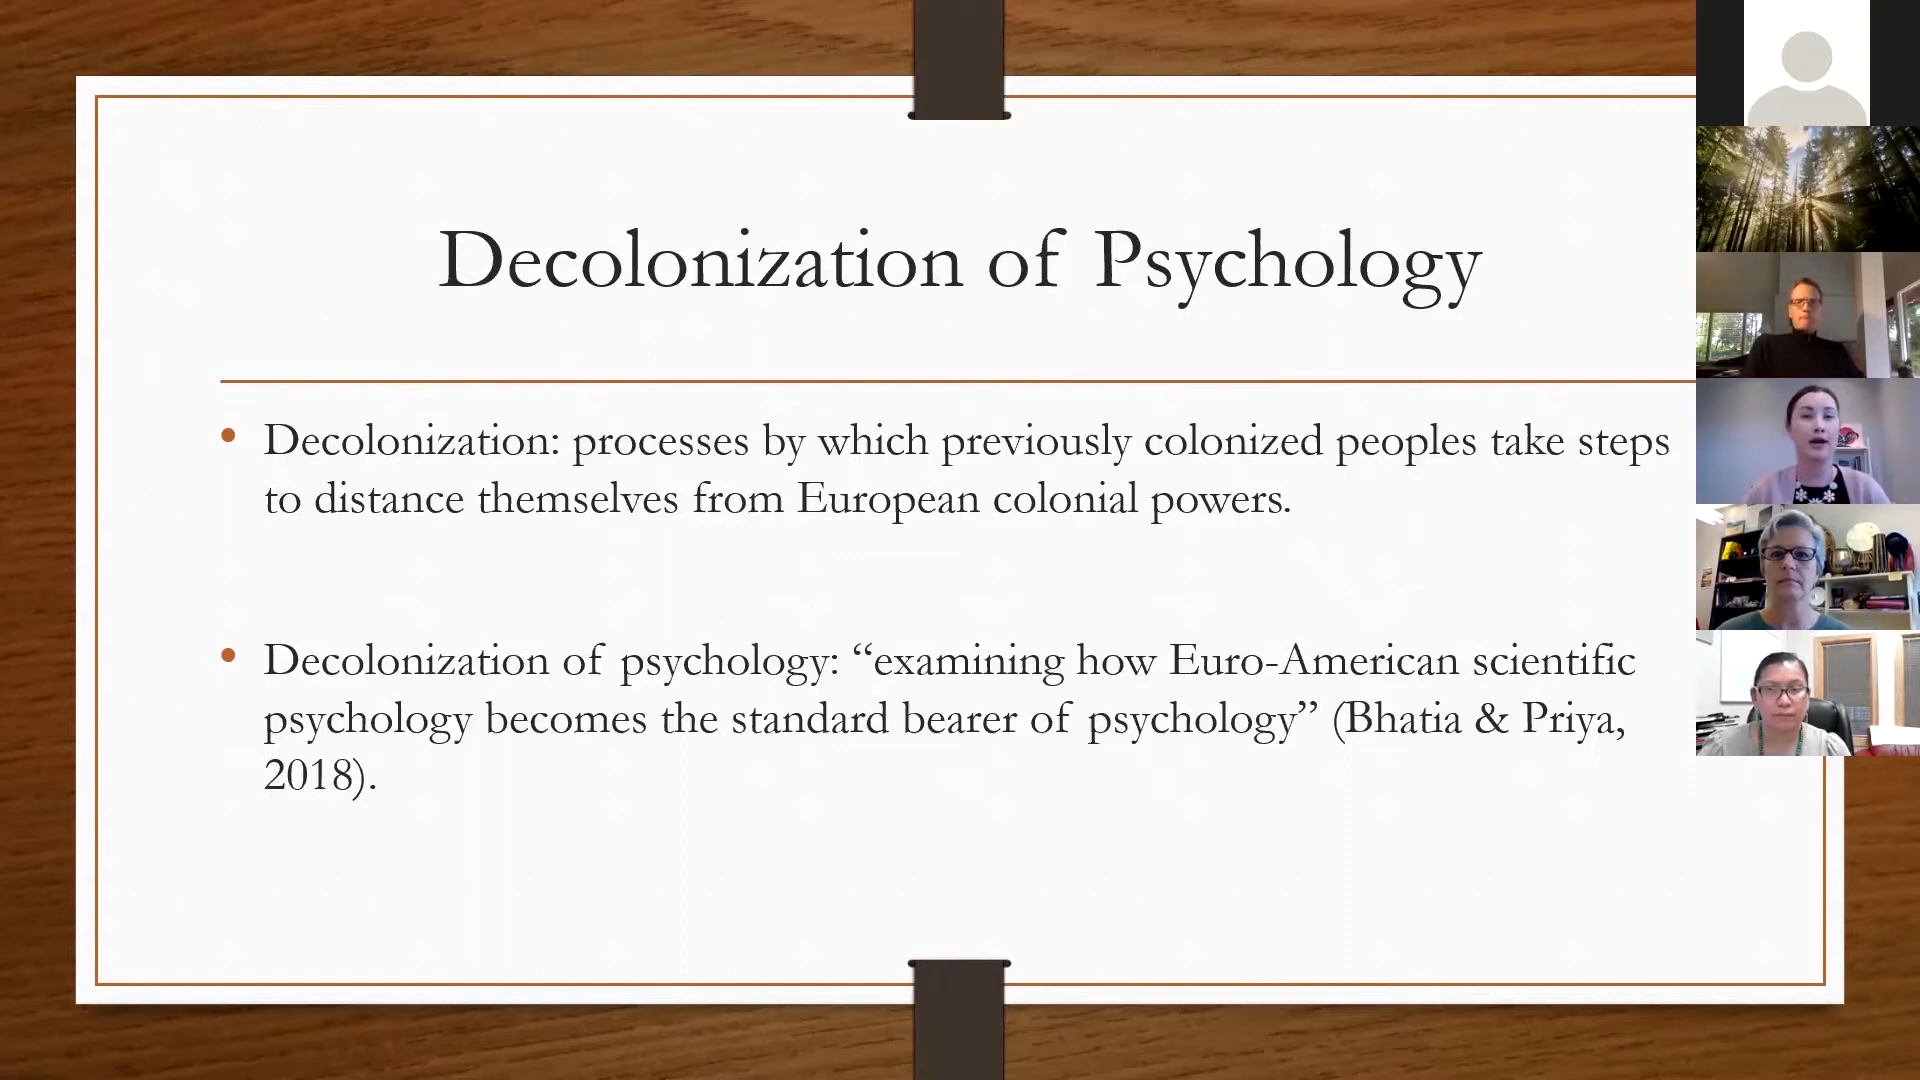 Decolonization of Psychology
• Decolonization: processes by which previously colonized peoples take steps
to distance themselves from European colonial powers.
• Decolonization of psychology: “examining how Euro-American scientific
psychology becomes the standard bearer of psychology” (Bhatia & Priya,
2018).